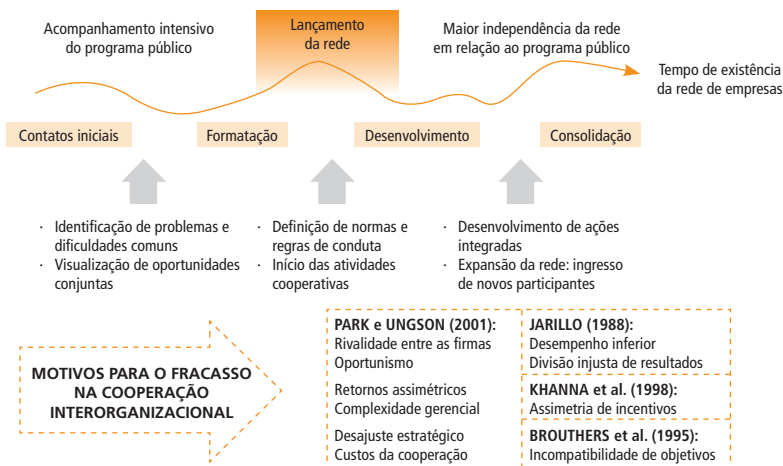 Acompanhamento intensivo
do programa público
Lançamento
da rede
Maior independência da rede
em relação ao programa público
Tempo de existência
da rede de empresas
Contatos iniciais
Formatação
Desenvolvimento
Consolidação
· Identificação de problemas e
dificuldades comuns
· Visualização de oportunidades
conjuntas
· Definição de normas e
regras de conduta
· Início das atividades
cooperativas
· Desenvolvimento de ações
integradas
· Expansão da rede: ingresso
de novos participantes
MOTIVOS PARA O FRACASSO
NA COOPERAÇÃO
INTERORGANIZACIONAL
PARK e UNGSON (2001):
Rivalidade entre as firmas
Oportunismo
Retornos assimétricos
Complexidade gerencial
Desajuste estratégico
Custos da cooperação
JARILLO (1988):
Desempenho inferior
Divisão injusta de resultados
KHANNA et al. (1998):
Assimetria de incentivos
BROUTHERS et al. (1995):
Incompatibilidade de objetivos